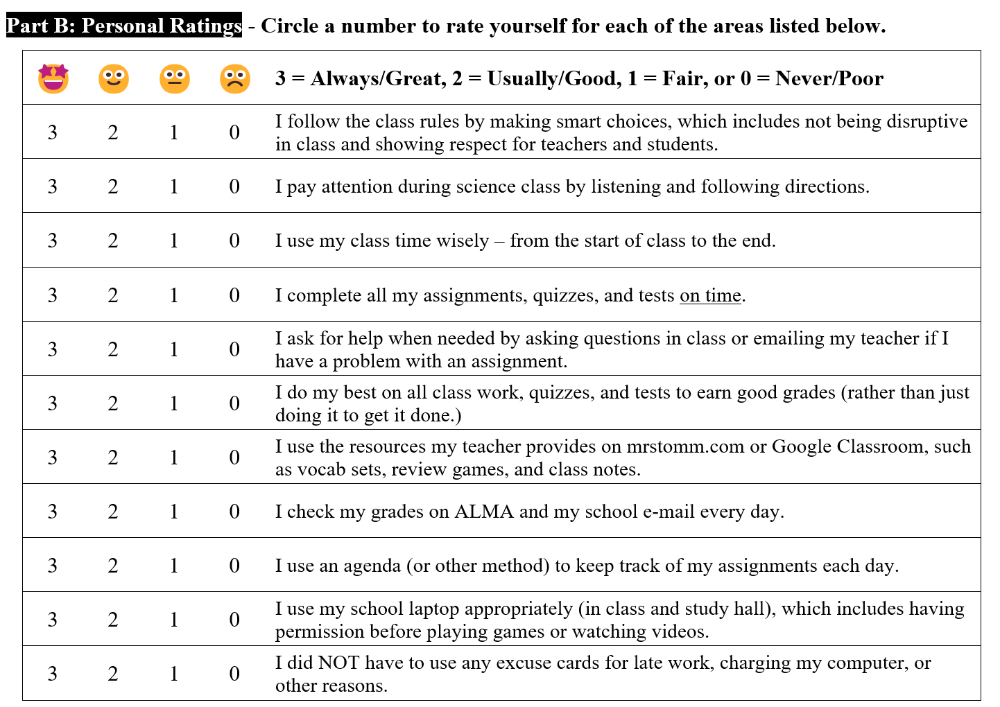 Part B: Personal Ratings - Circle a number to rate yourself for each of the areas listed below.
3 = Always/Great, 2 = Usually/Good, 1 = Fair, or 0 = Never/Poor
3 2 1 0 I follow the class rules by making smart choices, which includes not being disruptive
in class and showing respect for teachers and students.
3 2 1 0 I pay attention during science class by listening and following directions.
3 2 1 0 I use my class time wisely – from the start of class to the end.
3 2 1 0 I complete all my assignments, quizzes, and tests on time.
3 2 1 0 I ask for help when needed by asking questions in class or emailing my teacher if I
have a problem with an assignment.
3 2 1 0 I do my best on all class work, quizzes, and tests to earn good grades (rather than just
doing it to get it done.)
3 2 1 0 I use the resources my teacher provides on mrstomm.com or Google Classroom, such
as vocab sets, review games, and class notes.
3 2 1 0 I check my grades on ALMA and my school e-mail every day.
3 2 1 0 I use an agenda (or other method) to keep track of my assignments each day.
3 2 1 0 I use my school laptop appropriately (in class and study hall), which includes having
permission before playing games or watching videos.
3 2 1 0 I did NOT have to use any excuse cards for late work, charging my computer, or
other reasons.